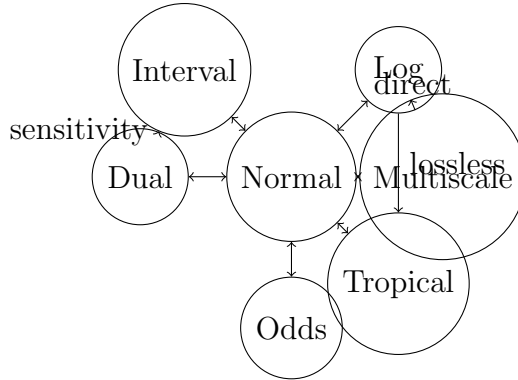 Interval
Log
direct
sensitivity
lossless
Dual
Normal
Multiscale
Tropical
Odds